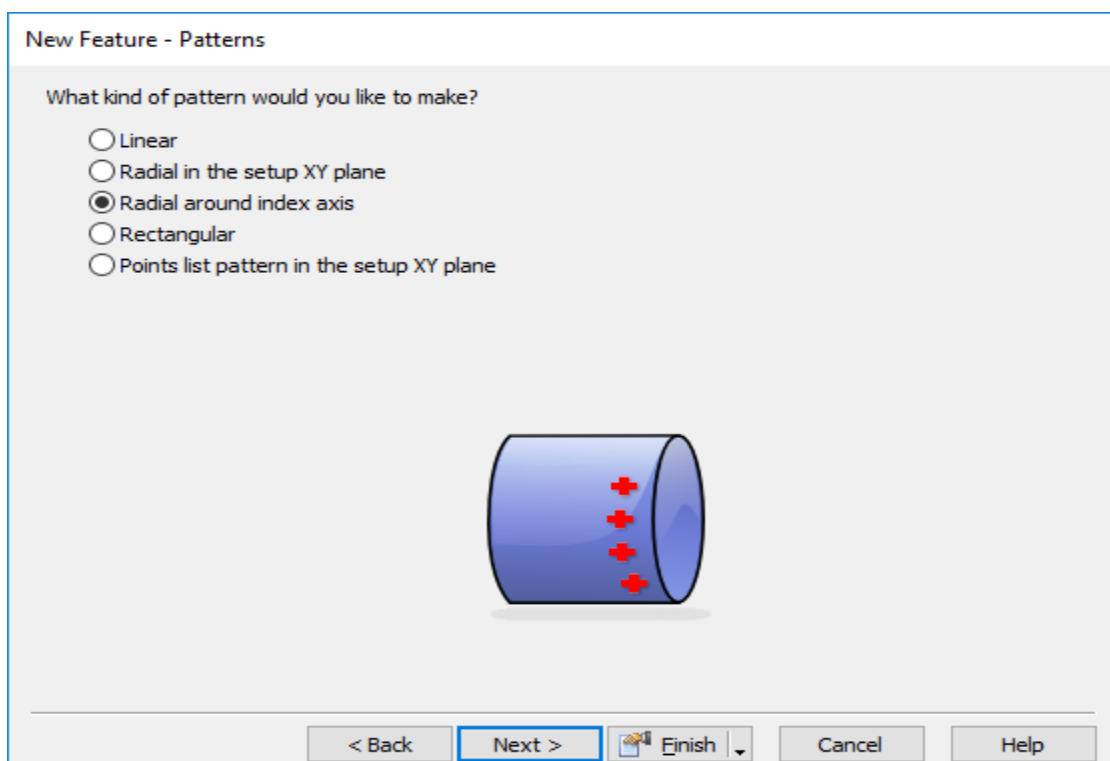 New Feature - Patterns
What kind of pattern would you like to make?
Linear
Radial in the setup XY plane
Radial around index axis
Rectangular
Points list pattern in the setup XY plane
< Back Next > Finish Cancel Help